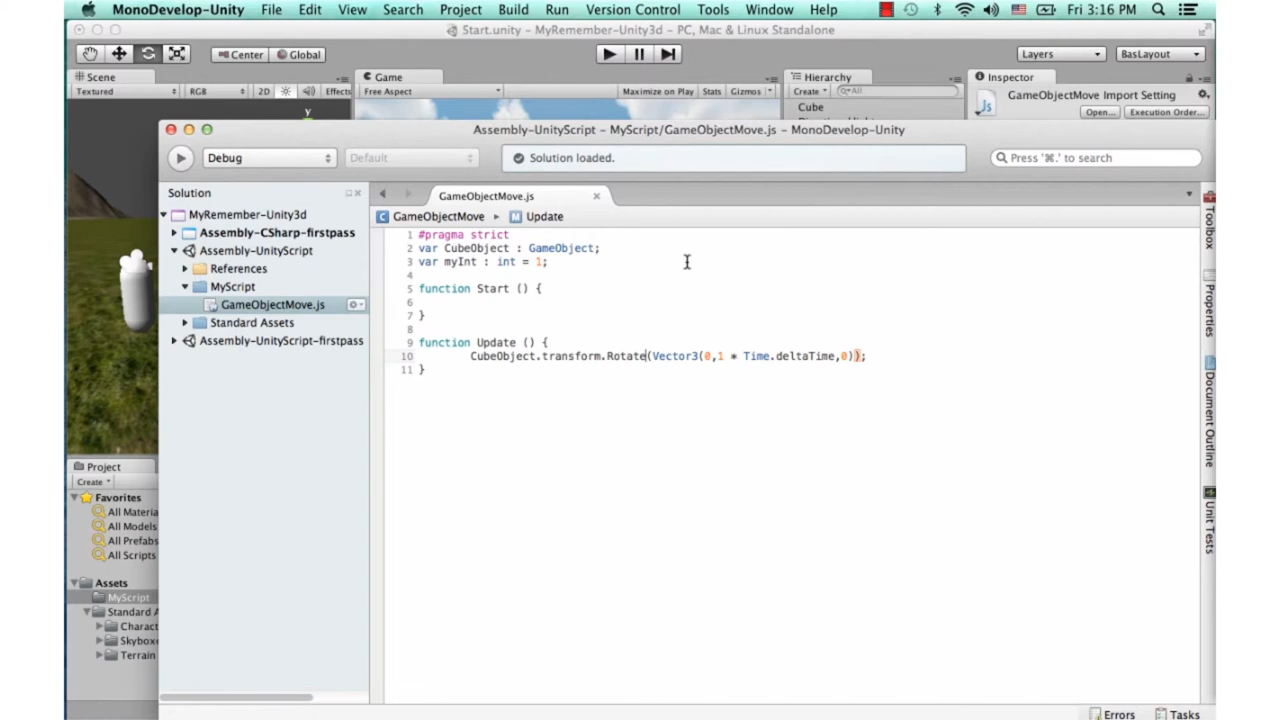 MonoDevelop-Unity File Edit View Search Project Build Run Version Control Tools Window Help Fri 3:16 PM
Start.unity - MyRemember-Unity3d - PC, Mac & Linux Standalone
Center Global Layers BasLayout
Scene Game Hierarchy Inspector
Textured RGB 2D Effects Free Aspect Maximize on Play Stats Gizmos Create All GameObjectMove Import Setting
y Cube Open... Execution Order...
Assembly-UnityScript - MyScript/GameObjectMove.js - MonoDevelop-Unity
Debug Default Solution loaded. Press '⌘.' to search
Solution GameObjectMove.js
MyRemember-Unity3d GameObjectMove Update
Assembly-CSharp-firstpass
Assembly-UnityScript
References
MyScript
GameObjectMove.js
Standard Assets
Assembly-UnityScript-firstpass
1 #pragma strict
2 var CubeObject : GameObject;
3 var myInt : int = 1;
4
5 function Start () {
6
7 }
8
9 function Update () {
10 CubeObject.transform.Rotate(Vector3(0,1 * Time.deltaTime,0));
11 }
Toolbox
Properties
Document Outline
Unit Tests
Project
Create
Favorites
All Materia
All Models
All Prefabs
All Scripts
Assets
MyScript
Standard A
Charac
Skybox
Terrain
Errors Tasks